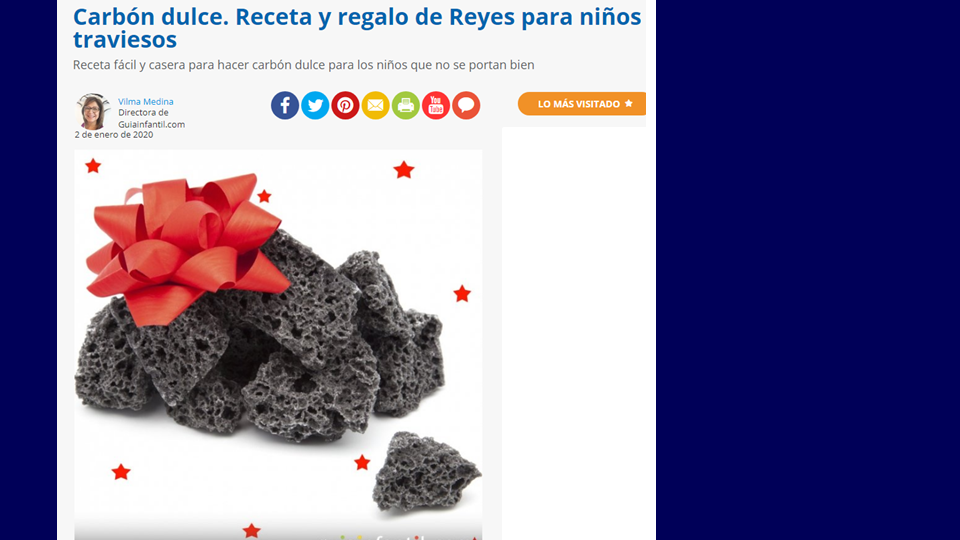 Carbón dulce. Receta y regalo de Reyes para niños
traviesos
Receta fácil y casera para hacer carbón dulce para los niños que no se portan bien
Vilma Medina
Directora de
Guiainfantil.com
2 de enero de 2020
You
Tube
LO MÁS VISITADO